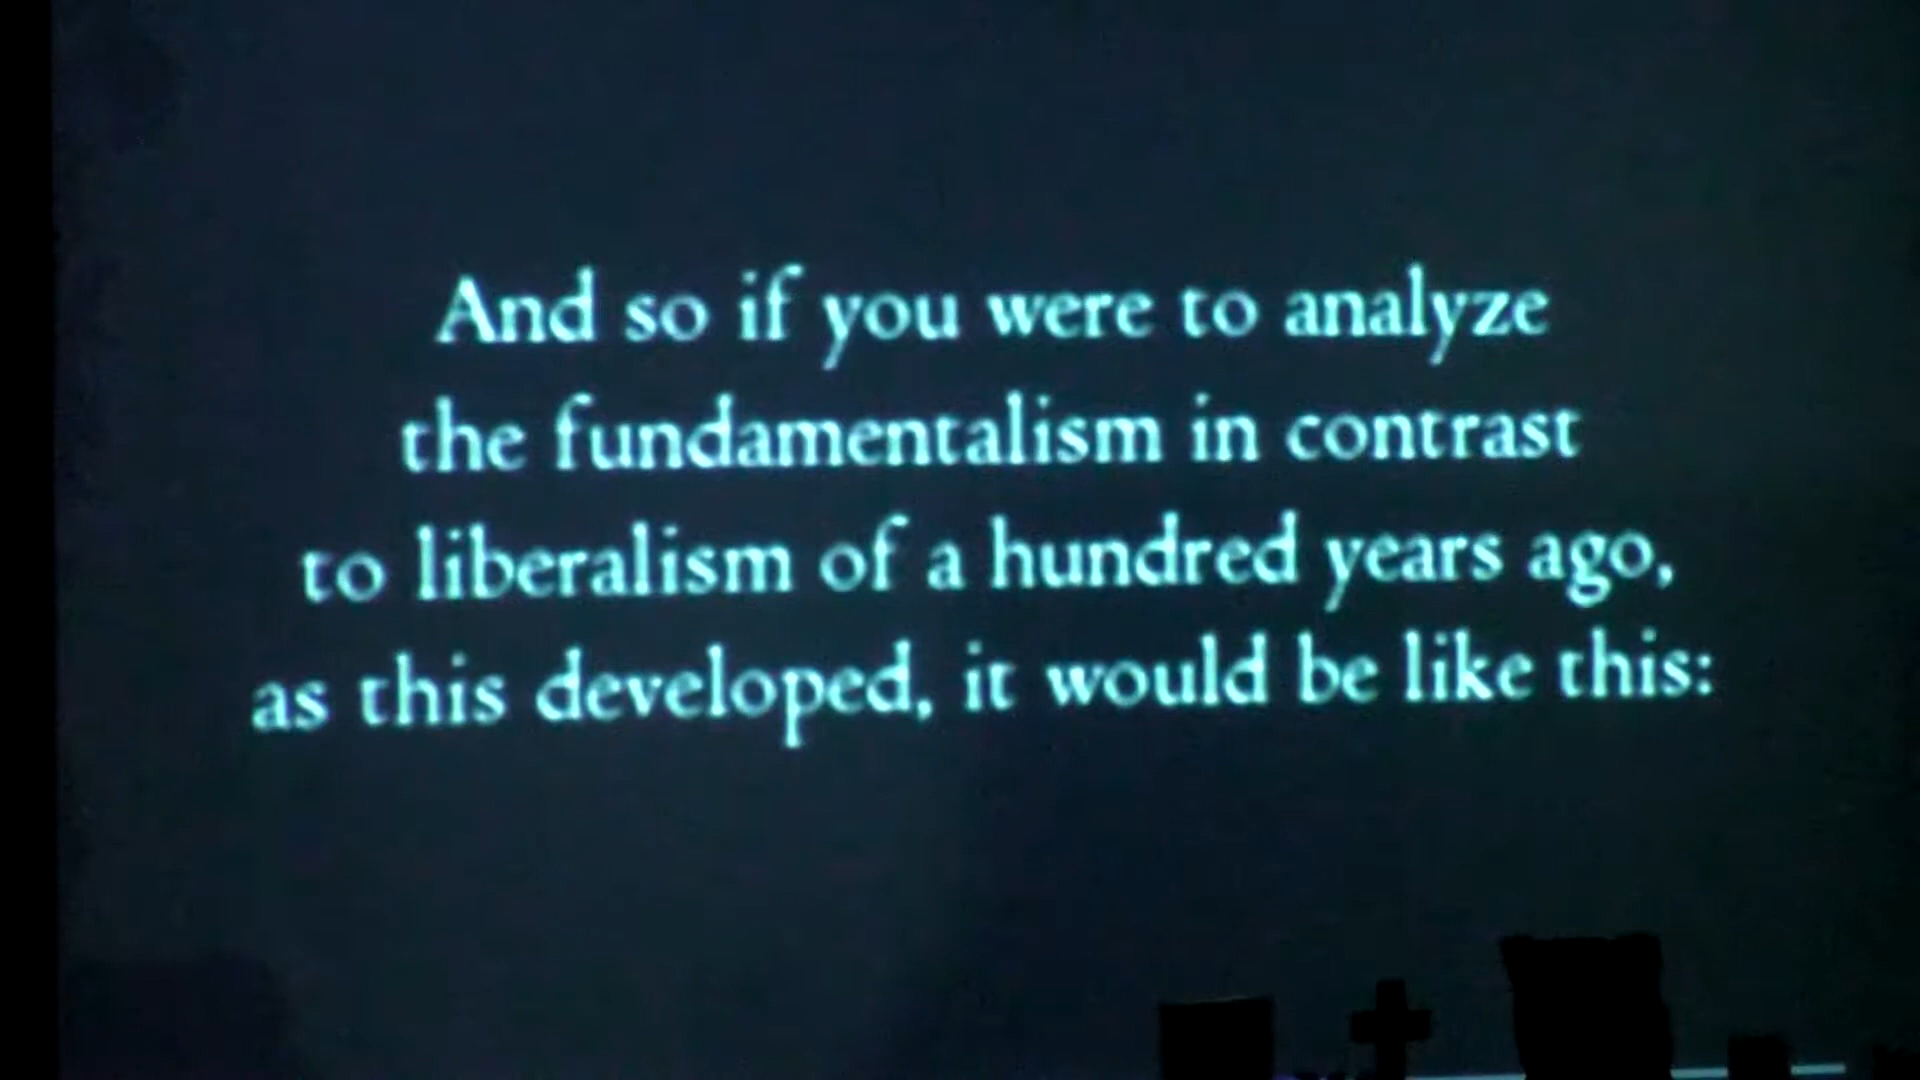 And so if you were to analyze
the fundamentalism in contrast
to liberalism of a hundred years ago,
as this developed, it would be like this: